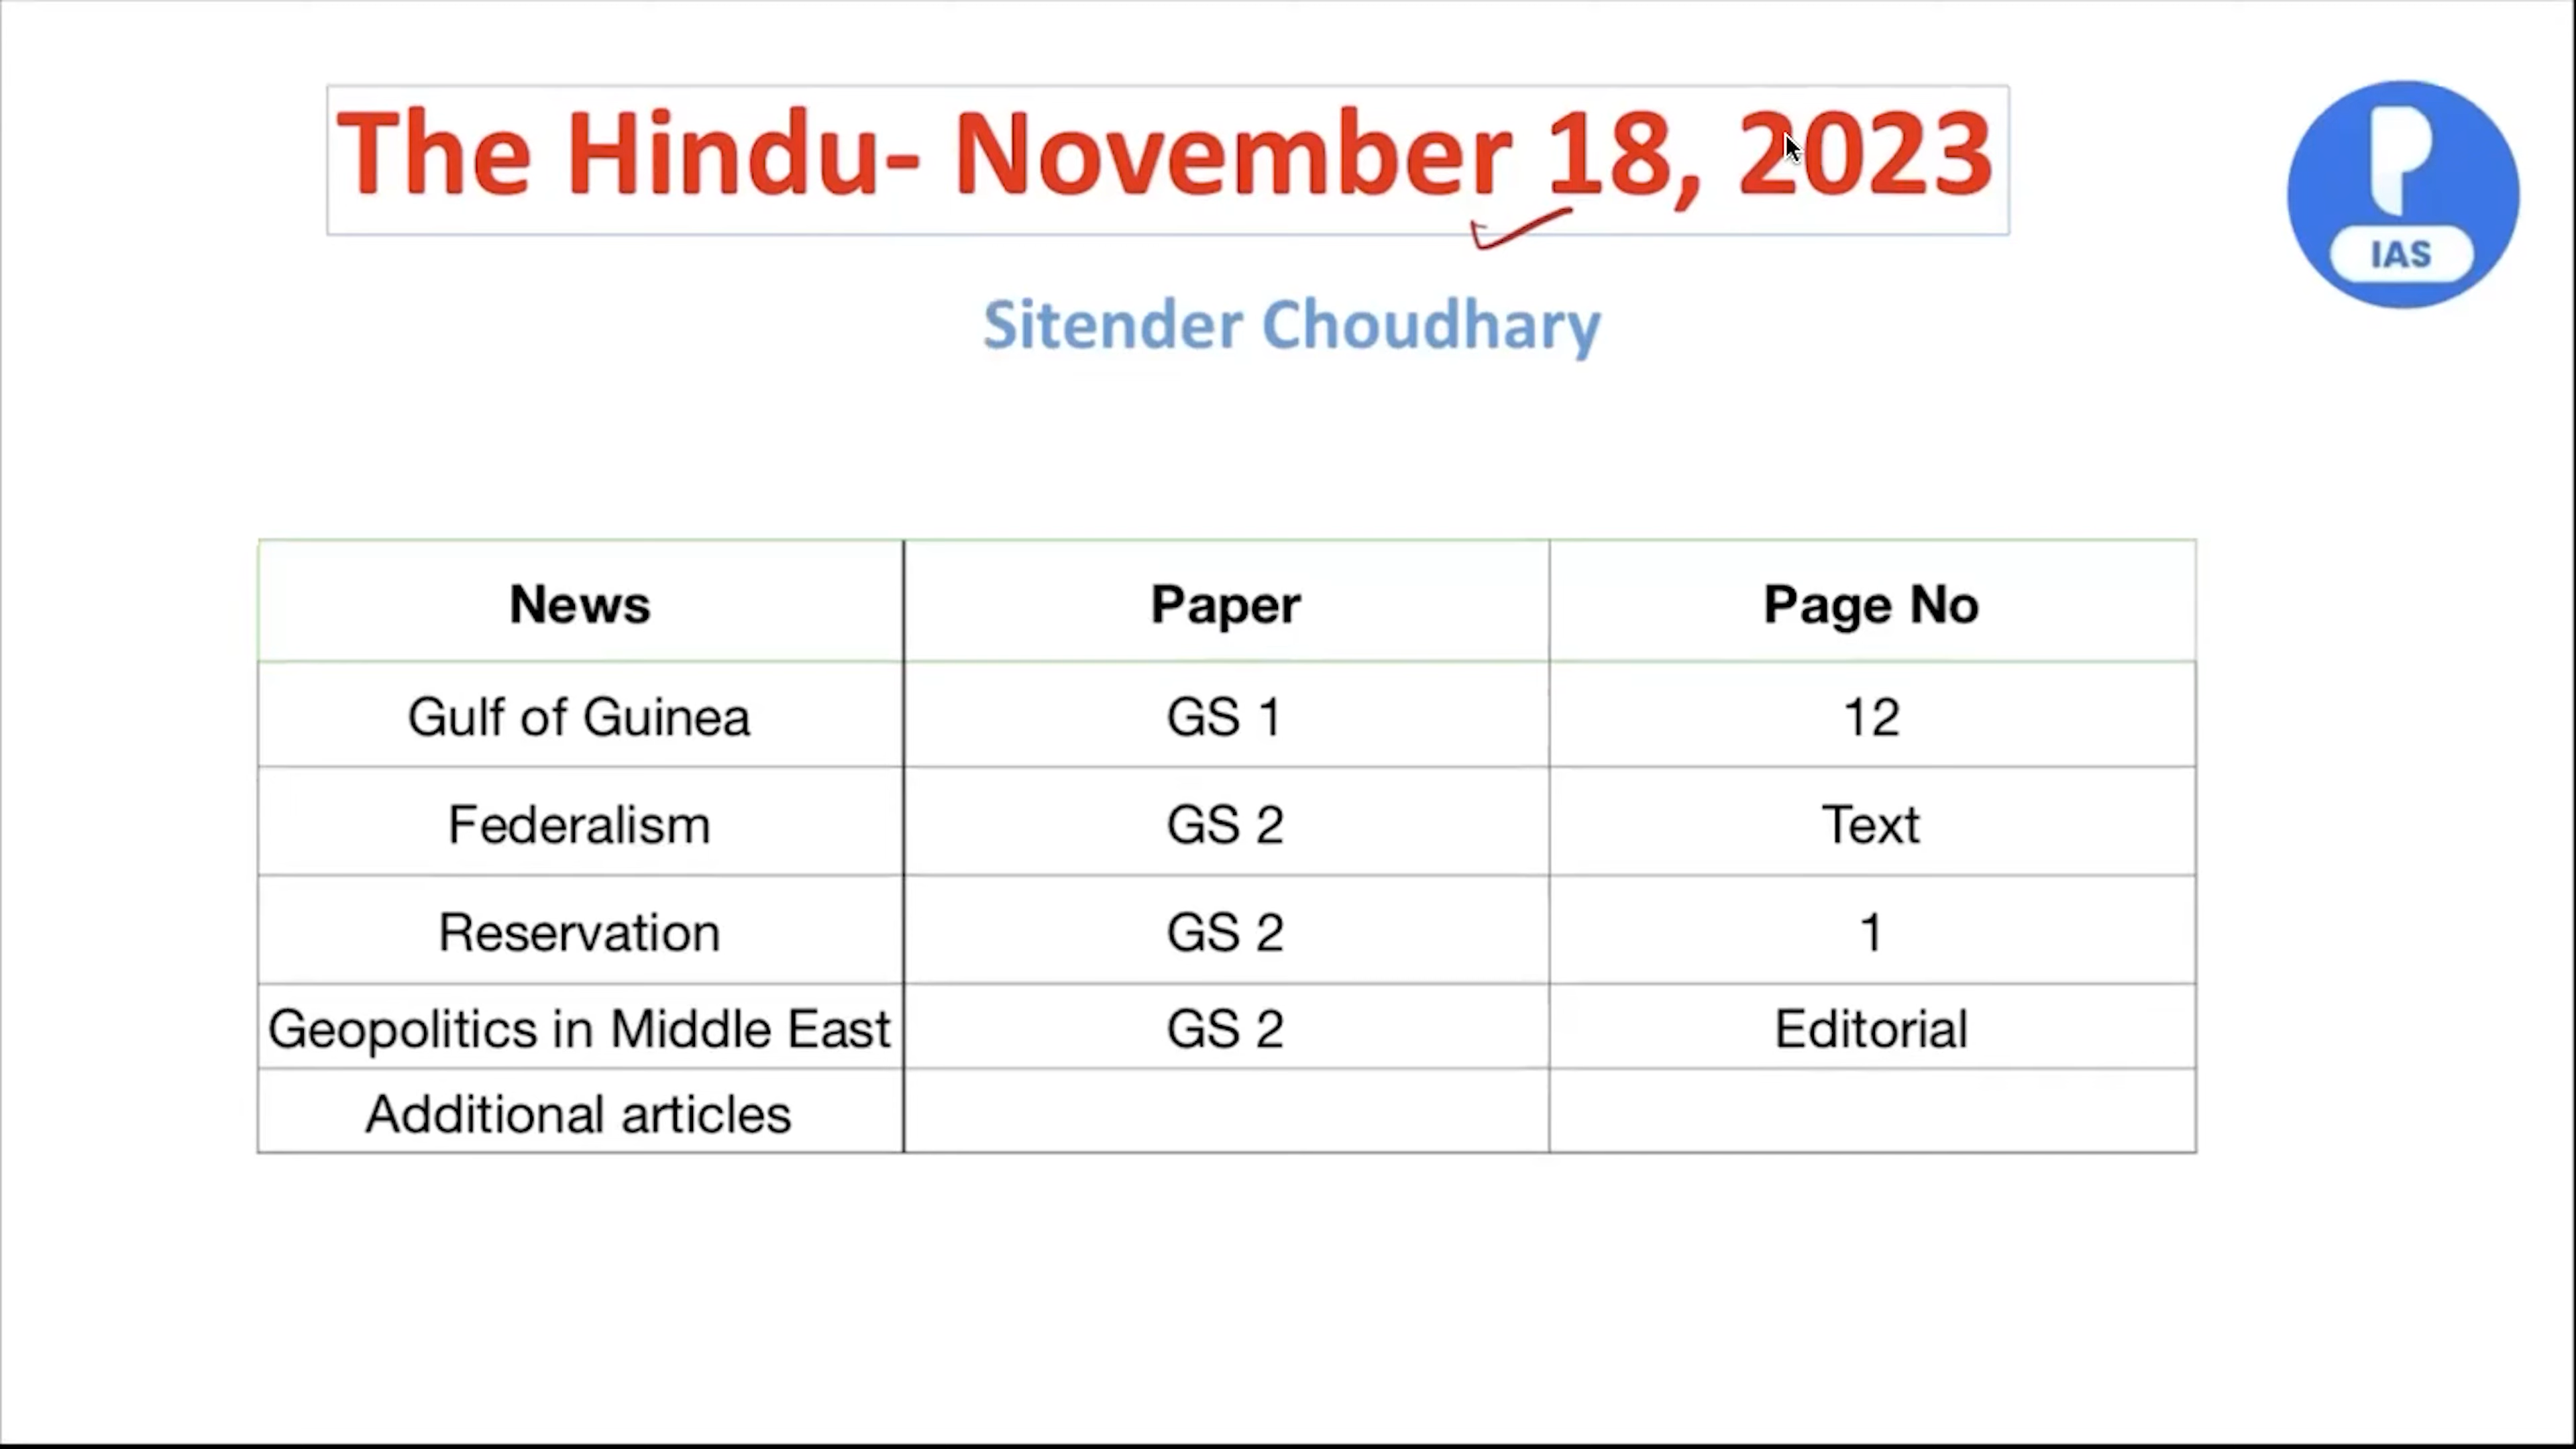 The Hindu- November 18, 2023
IAS
Sitender Choudhary
News Paper Page No
Gulf of Guinea GS 1 12
Federalism GS 2 Text
Reservation GS 2 1
Geopolitics in Middle East GS 2 Editorial
Additional articles